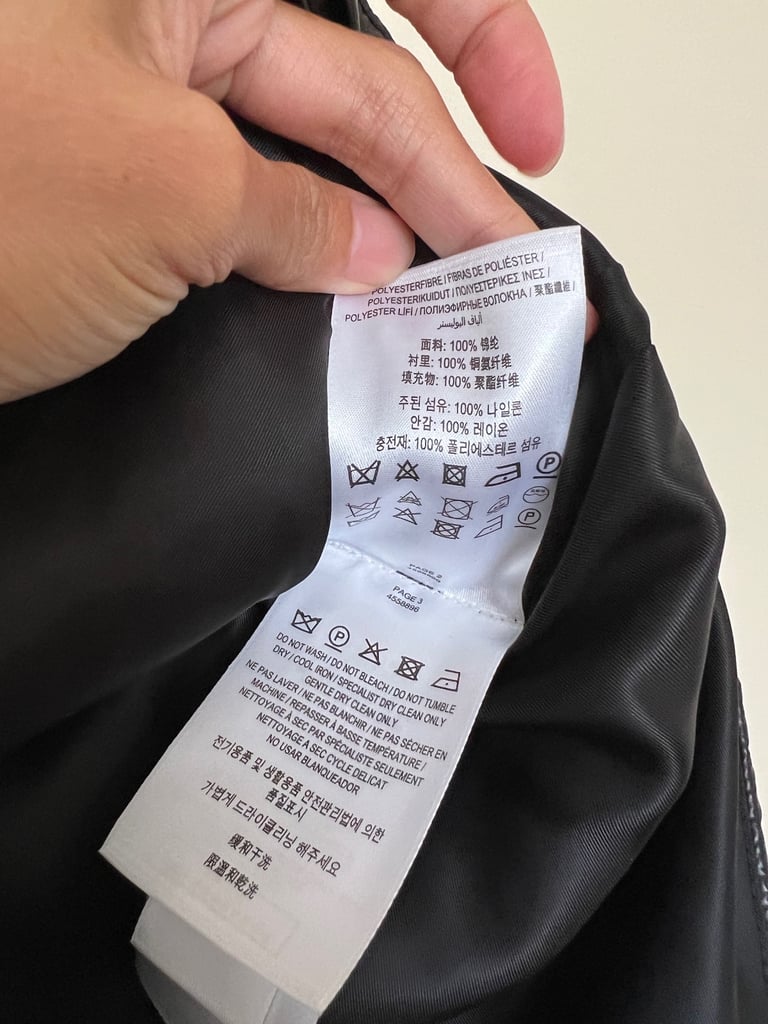 POLYESTERFIBRE / FIBRAS DE POLIÉSTER /
POLYESTERIKUIDUT / ΠΟΛΥΕΣΤΕΡΙΚΕΣ ΙΝΕΣ /
POLYESTER LİFİ / ПОЛИЭФИРНЫЕ ВОЛОКНА / 聚酯纖維 /
ألياف البوليستر
面料: 100% 锦纶
衬里: 100% 铜氨纤维
填充物: 100% 聚酯纤维
주된 섬유: 100% 나일론
안감: 100% 레이온
충전재: 100% 폴리에스테르 섬유
P
P
PAGE 2
PAGE 3
4558896
P
DO NOT WASH / DO NOT BLEACH / DO NOT TUMBLE
DRY / COOL IRON / SPECIALIST DRY CLEAN ONLY
GENTLE DRY CLEAN ONLY
NE PAS LAVER / NE PAS BLANCHIR / NE PAS SÉCHER EN
MACHINE / REPASSER À BASSE TEMPÉRATURE /
NETTOYAGE À SEC PAR SPÉCIALISTE SEULEMENT
NETTOYAGE A SEC CYCLE DELICAT
NO USAR BLANQUEADOR
전기용품 및 생활용품 안전관리법에 의한
품질표시
가볍게 드라이클리닝 해주세요
缓和干洗
限溫和乾洗